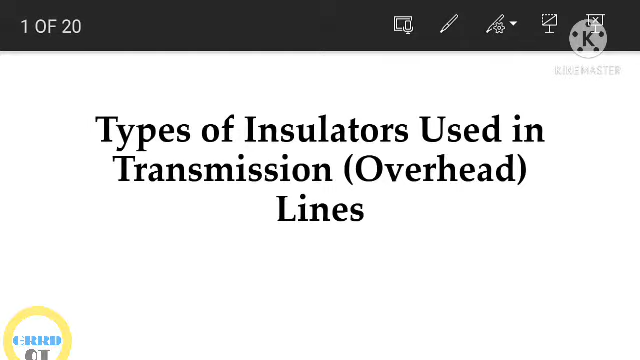 1 OF 20
K
KINEMASTER
Types of Insulators Used in
Transmission (Overhead)
Lines